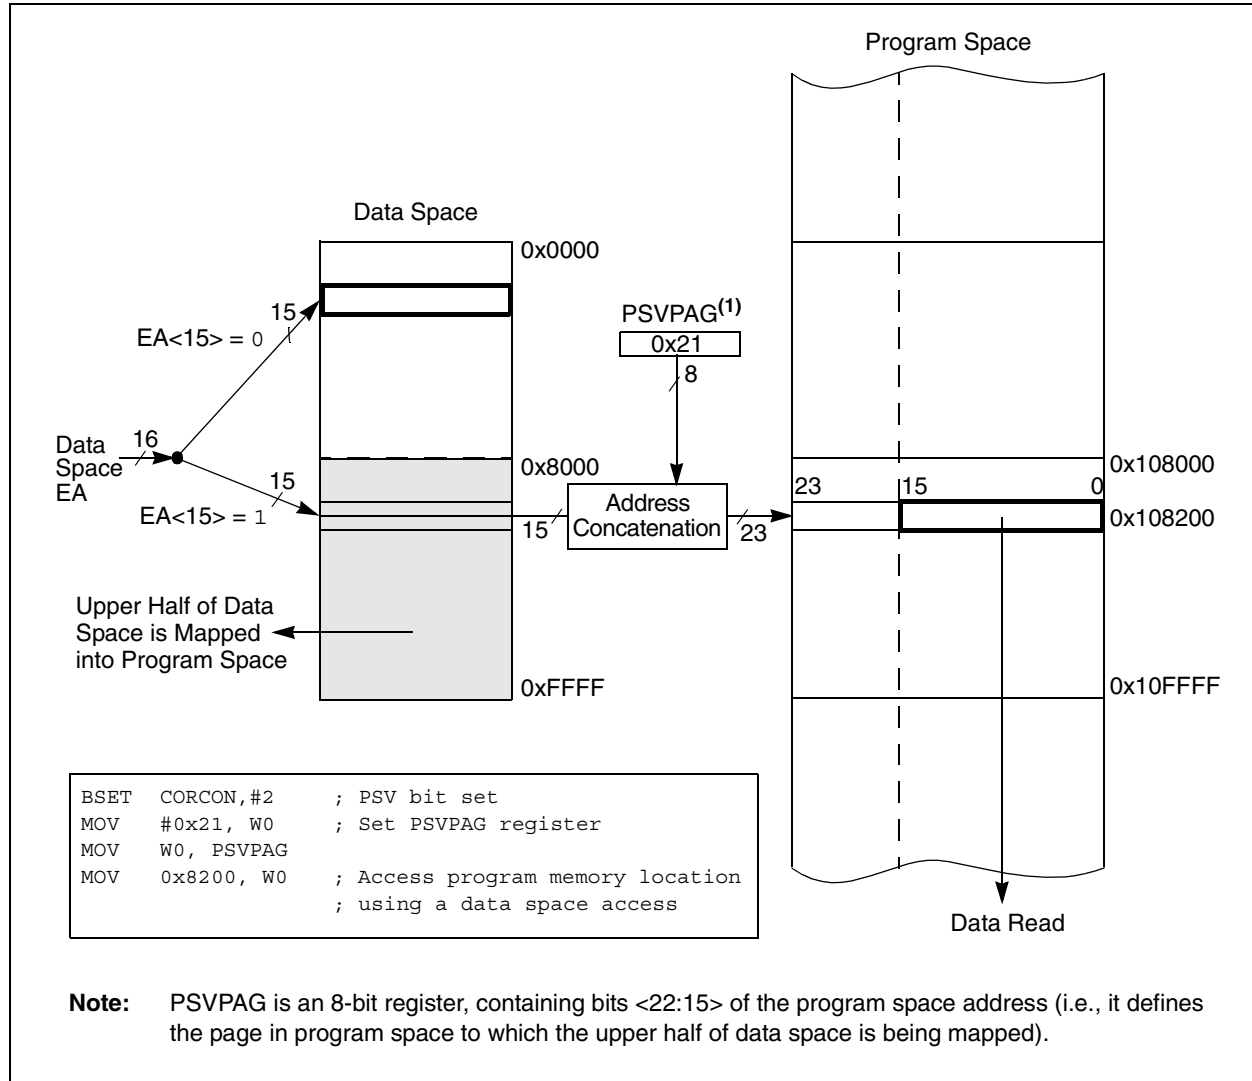 Program Space
Data Space
0x0000
15
EA<15> = 0
PSVPAG(1)
0x21
8
Data
Space
EA
16
0x8000
15
EA<15> = 1
15
Address
Concatenation
23
23
15
0
0x108000
0x108200
Upper Half of Data
Space is Mapped
into Program Space
0xFFFF
0x10FFFF
BSET CORCON,#2 ; PSV bit set
MOV #0x21, W0 ; Set PSVPAG register
MOV W0, PSVPAG
MOV 0x8200, W0 ; Access program memory location
; using a data space access
Data Read
Note: PSVPAG is an 8-bit register, containing bits <22:15> of the program space address (i.e., it defines
the page in program space to which the upper half of data space is being mapped).